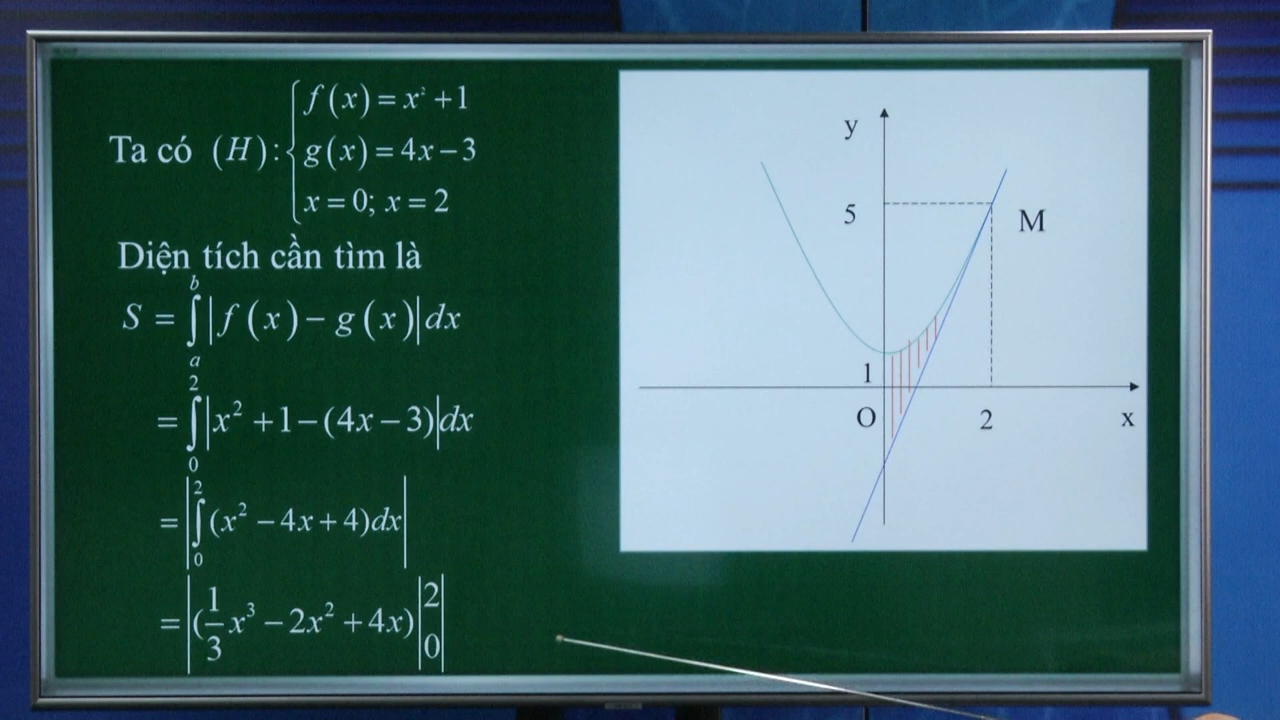 Ta có (H): { f(x) = x² + 1
g(x) = 4x − 3
x = 0; x = 2
Diện tích cần tìm là
S = ∫_a^b |f(x) − g(x)| dx
= ∫_0^2 |x² + 1 − (4x − 3)| dx
= |∫_0^2 (x² − 4x + 4) dx|
= |(1/3 x³ − 2x² + 4x)|_0^2|
y
5
M
1
O
2
x